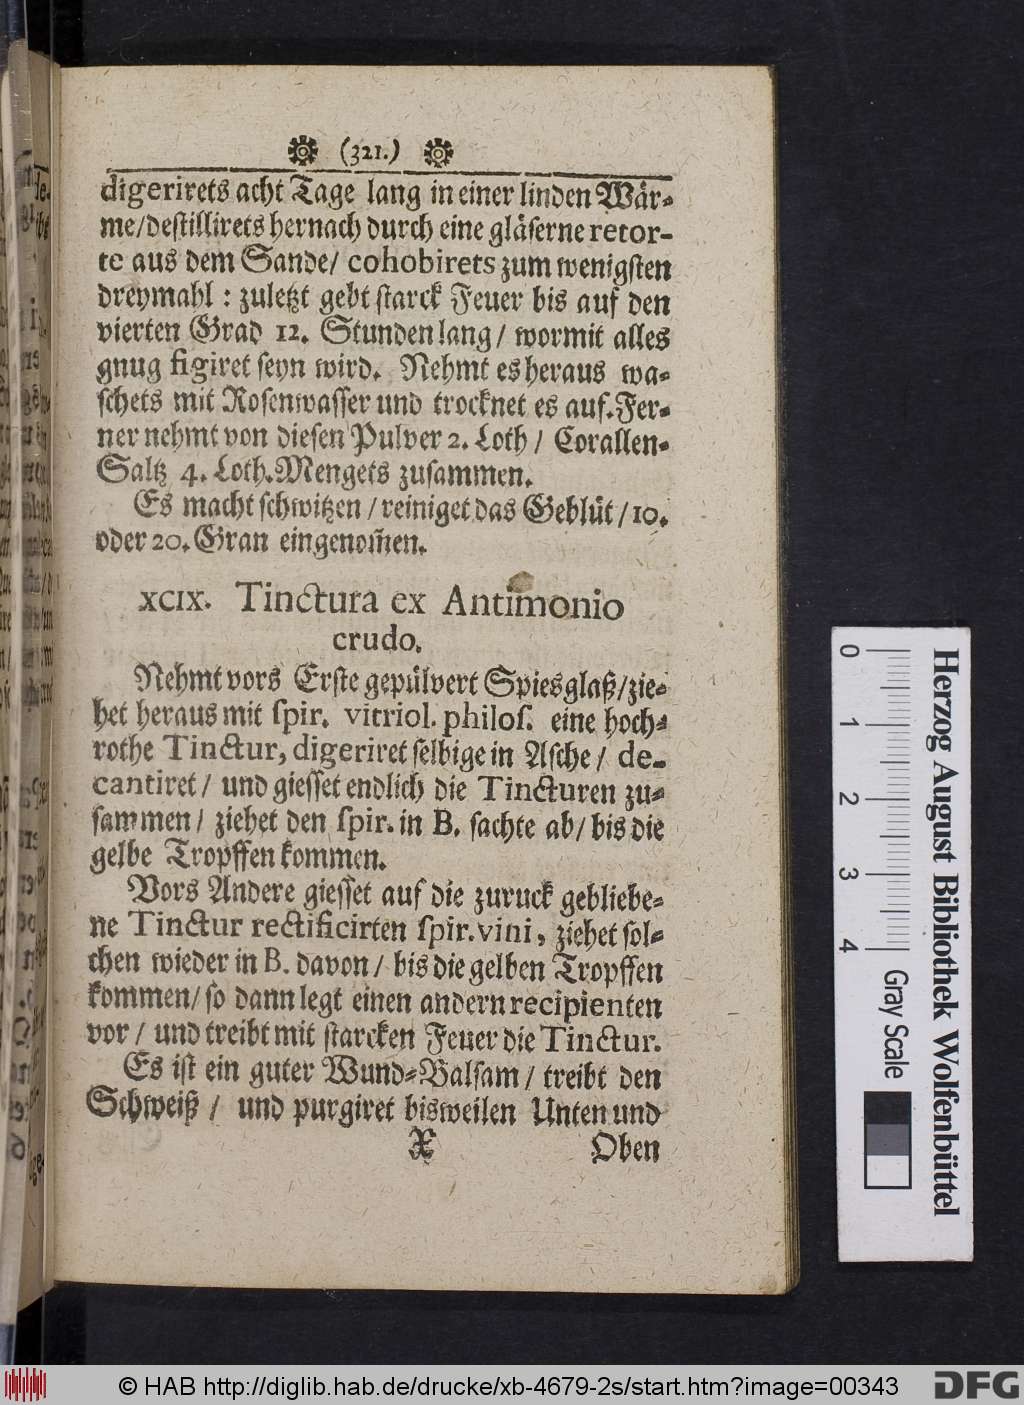 (321.)
digerirets acht Tage lang in einer linden Wär-
me/destillirets hernach durch eine gläserne retor-
te aus dem Sande/ cohobirets zum wenigsten
dreymahl : zuletzt gebt starck Feuer bis auf den
vierten Grad 12. Stunden lang/ wormit alles
gnug figiret seyn wird. Nehmt es heraus wa-
schets mit Rosenwasser und trocknet es auf. Fer-
ner nehmt von diesen Pulver 2. Loth/ Corallen-
Saltz 4. Loth. Mengets zusammen.
Es macht schwitzen/reiniget das Geblüt/10.
oder 20. Gran eingenom̃en.
XCIX. Tinctura ex Antimonio
crudo.
Nehmt vors Erste gepülvert Spiesglaß/zie-
het heraus mit spir. vitriol. philos. eine hoch-
rothe Tinctur, digeriret selbige in Asche/ de-
cantiret/ und giesset endlich die Tincturen zu-
sammen/ ziehet den spir. in B. sachte ab/ bis die
gelbe Tropffen kommen.
Vors Andere giesset auf die zuruck gebliebe-
ne Tinctur rectificirten spir. vini, ziehet sol-
chen wieder in B. davon/ bis die gelben Tropffen
kommen/ so dann legt einen andern recipienten
vor/ und treibt mit starcken Feuer die Tinctur.
Es ist ein guter Wund-Balsam/ treibt den
Schweiß/ und purgiret bisweilen Unten und
X Oben
0 1 2 3 4 Gray Scale
Herzog August Bibliothek Wolfenbüttel
© HAB http://diglib.hab.de/drucke/xb-4679-2s/start.htm?image=00343
DFG